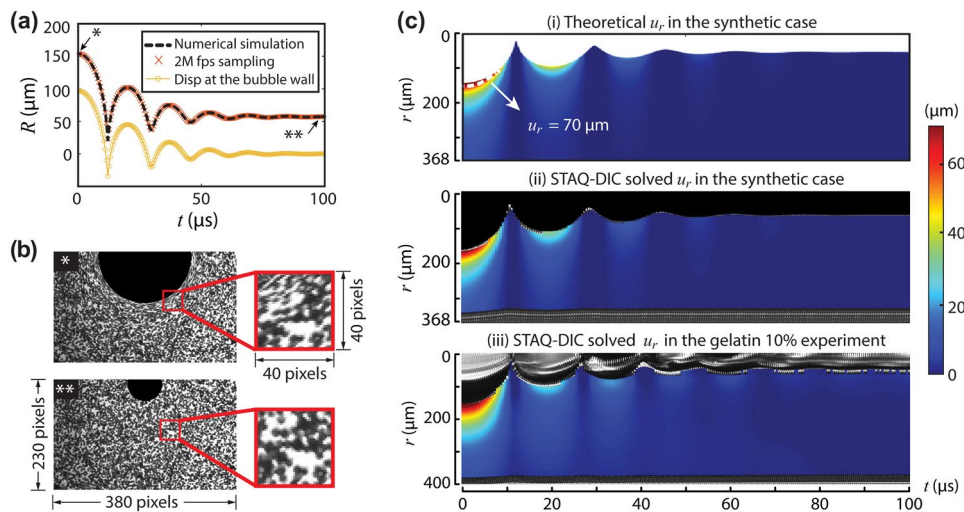 (a)
200
150
100
50
0
R (µm)
*
**
Numerical simulation
2M fps sampling
Disp at the bubble wall
0
50
100
t (µs)
(b)
*
40 pixels
40 pixels
**
230 pixels
380 pixels
(c)
(i) Theoretical u_r in the synthetic case
0
200
368
r (µm)
u_r = 70 µm
(ii) STAQ-DIC solved u_r in the synthetic case
0
200
368
r (µm)
(iii) STAQ-DIC solved u_r in the gelatin 10% experiment
0
200
400
r (µm)
0
20
40
60
80
100
t (µs)
(µm)
60
40
20
0